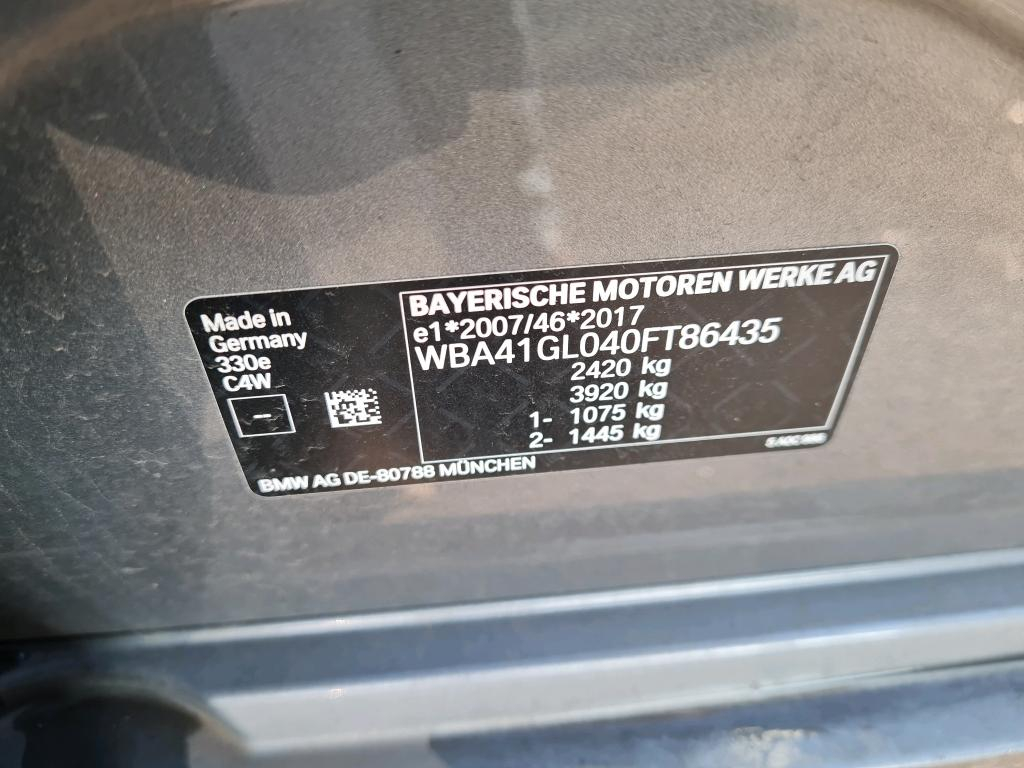 Made in
Germany
330e
C4W
-
BAYERISCHE MOTOREN WERKE AG
e1*2007/46*2017
WBA41GL040FT86435
2420 kg
3920 kg
1- 1075 kg
2- 1445 kg
BMW AG DE-80788 MÜNCHEN